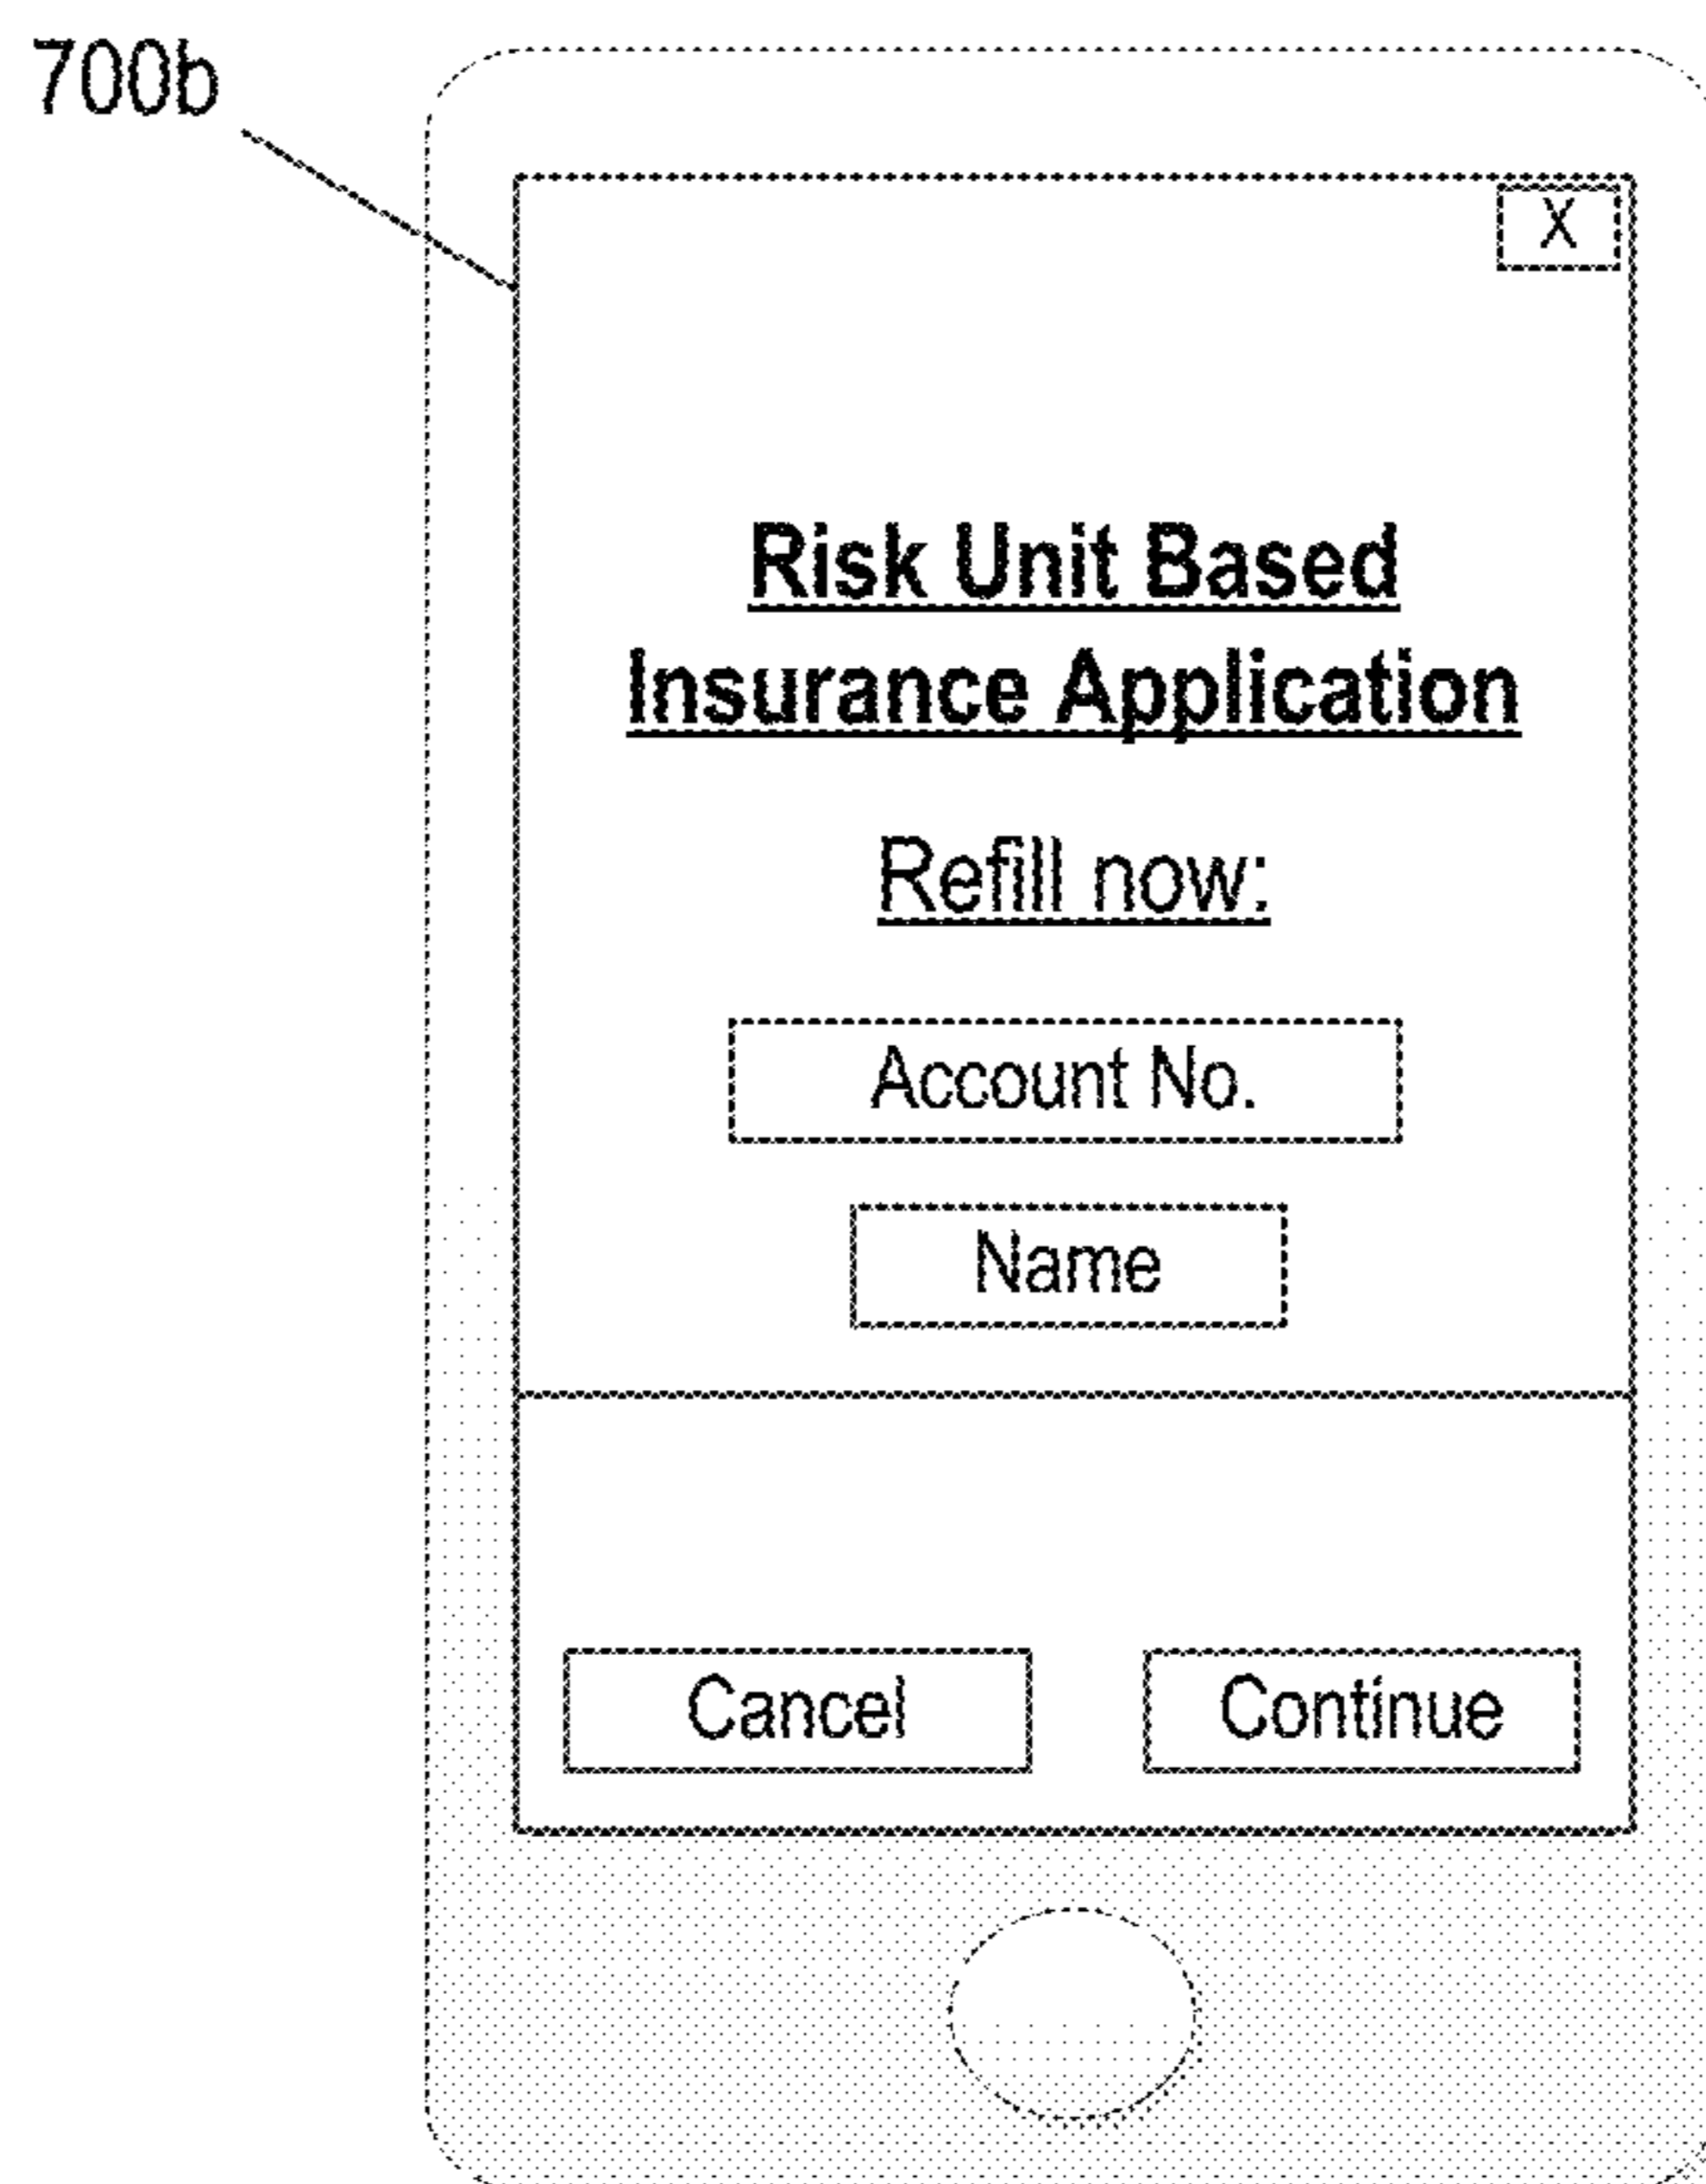 700b
X
Risk Unit Based
Insurance Application
Refill now:
Account No.
Name
Cancel Continue